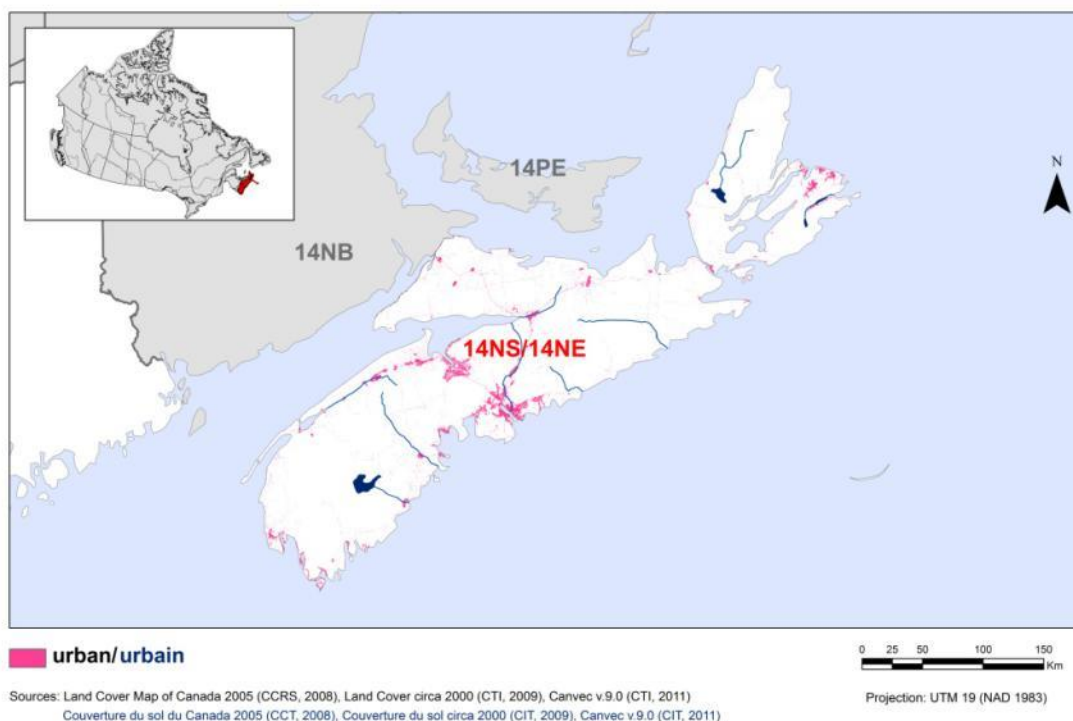 14PE
N
14NB
14NS/14NE
urban/urbain
0 25 50 100 150
Km
Sources: Land Cover Map of Canada 2005 (CCRS, 2008), Land Cover circa 2000 (CTI, 2009), Canvec v.9.0 (CTI, 2011)
Projection: UTM 19 (NAD 1983)
Couverture du sol du Canada 2005 (CCT, 2008), Couverture du sol circa 2000 (CIT, 2009), Canvec v.9.0 (CIT, 2011)